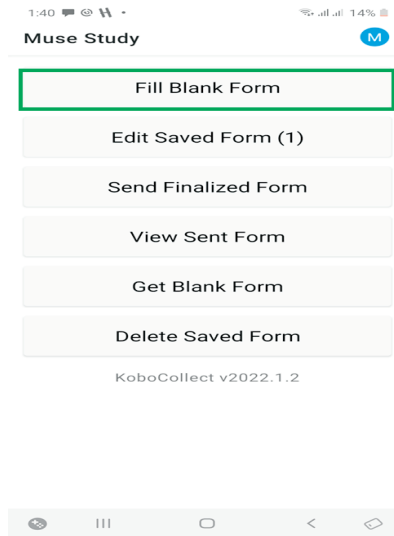 1:40
14%
Muse Study
M
Fill Blank Form
Edit Saved Form (1)
Send Finalized Form
View Sent Form
Get Blank Form
Delete Saved Form
KoboCollect v2022.1.2